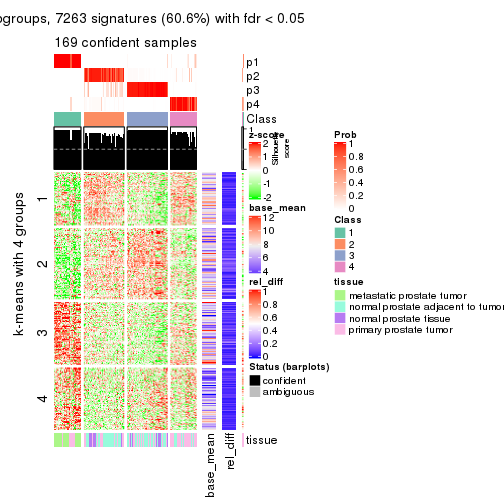 ogroups, 7263 signatures (60.6%) with fdr < 0.05
169 confident samples
p1
p2
p3
p4
Class
z-score
2
1
0
-1
-2
Silhouette
score
1
base_mean
12
10
8
6
4
rel_diff
1
0.8
0.6
0.4
0.2
0
Status (barplots)
confident
ambiguous
Prob
1
0.8
0.6
0.4
0.2
0
Class
1
2
3
4
tissue
metastatic prostate tumor
normal prostate adjacent to tumor
normal prostate tissue
primary prostate tumor
k-means with 4 groups
1
2
3
4
tissue
base_mean
rel_diff